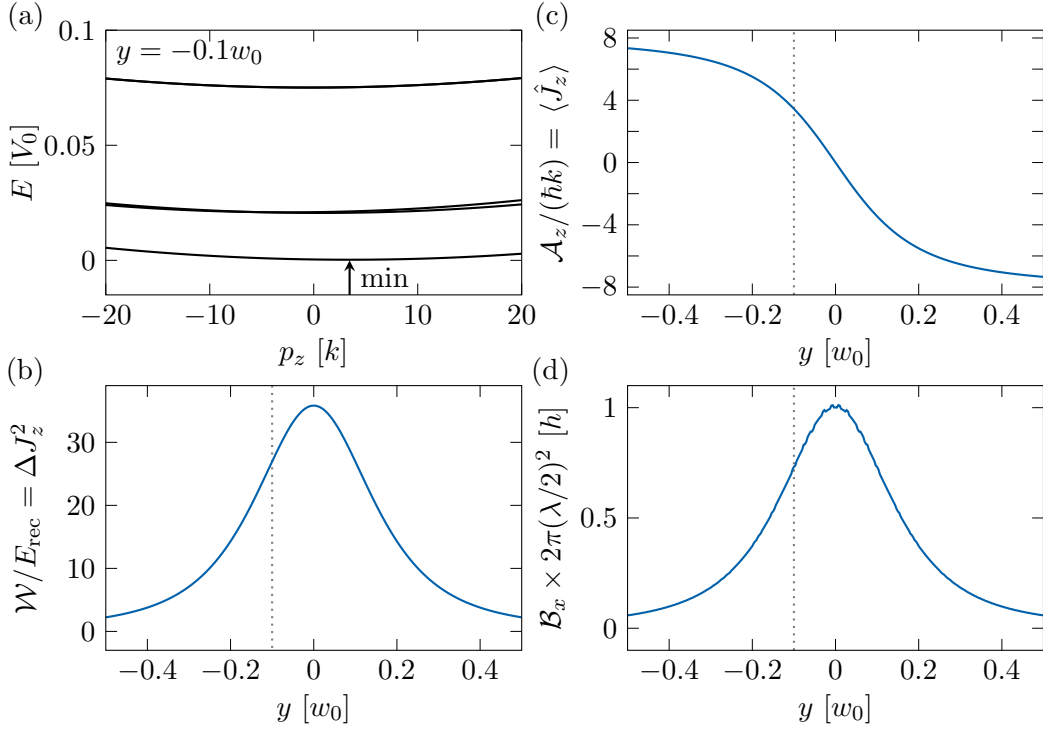 (a)
y = −0.1w₀
0.1
0.05
0
E [V₀]
min
−20
−10
0
10
20
p_z [k]
(c)
8
4
0
−4
−8
𝒜_z/(ħk) = ⟨Ĵ_z⟩
−0.4
−0.2
0
0.2
0.4
y [w₀]
(b)
30
20
10
0
𝒲/E_rec = ΔJ_z²
−0.4
−0.2
0
0.2
0.4
y [w₀]
(d)
1
0.5
0
ℬ_x × 2π(λ/2)² [h]
−0.4
−0.2
0
0.2
0.4
y [w₀]